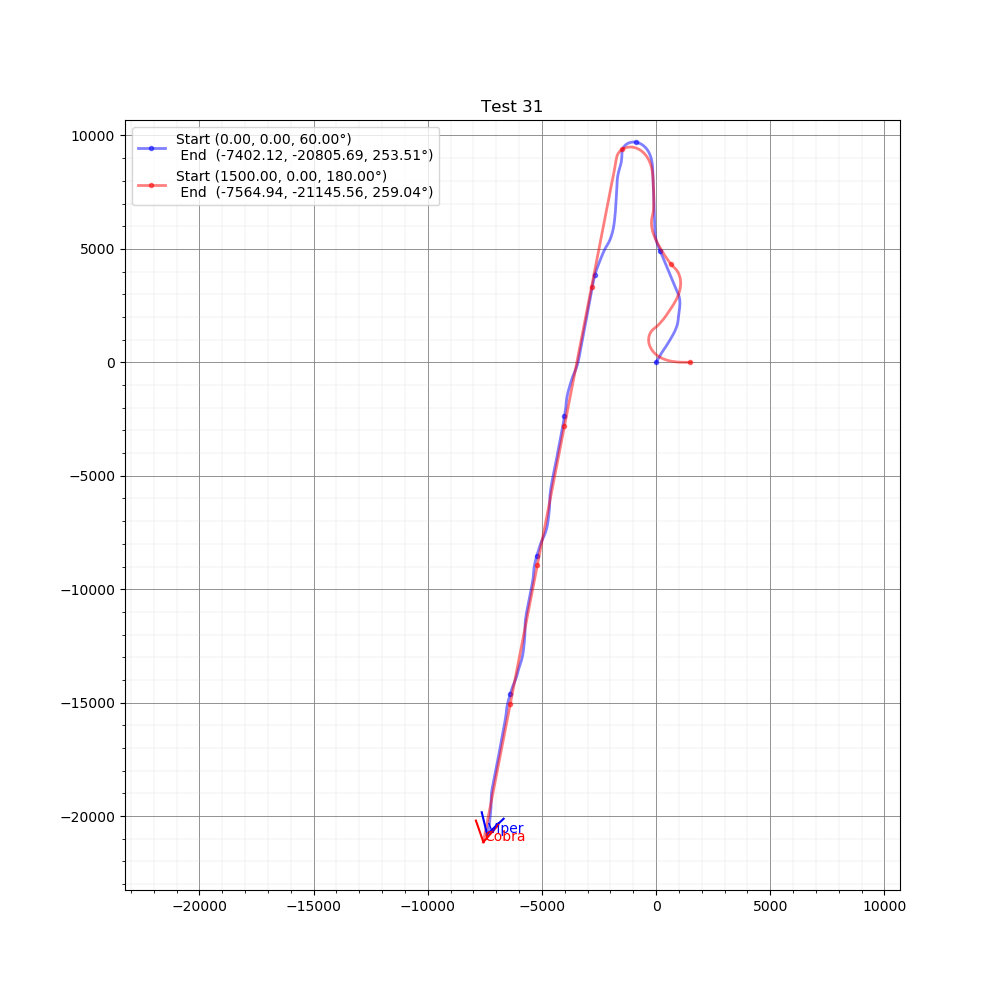 Test 31
Start (0.00, 0.00, 60.00°)
End (-7402.12, -20805.69, 253.51°)
Start (1500.00, 0.00, 180.00°)
End (-7564.94, -21145.56, 259.04°)
10000
5000
0
−5000
−10000
−15000
−20000
Viper
Cobra
−20000 −15000 −10000 −5000 0 5000 10000